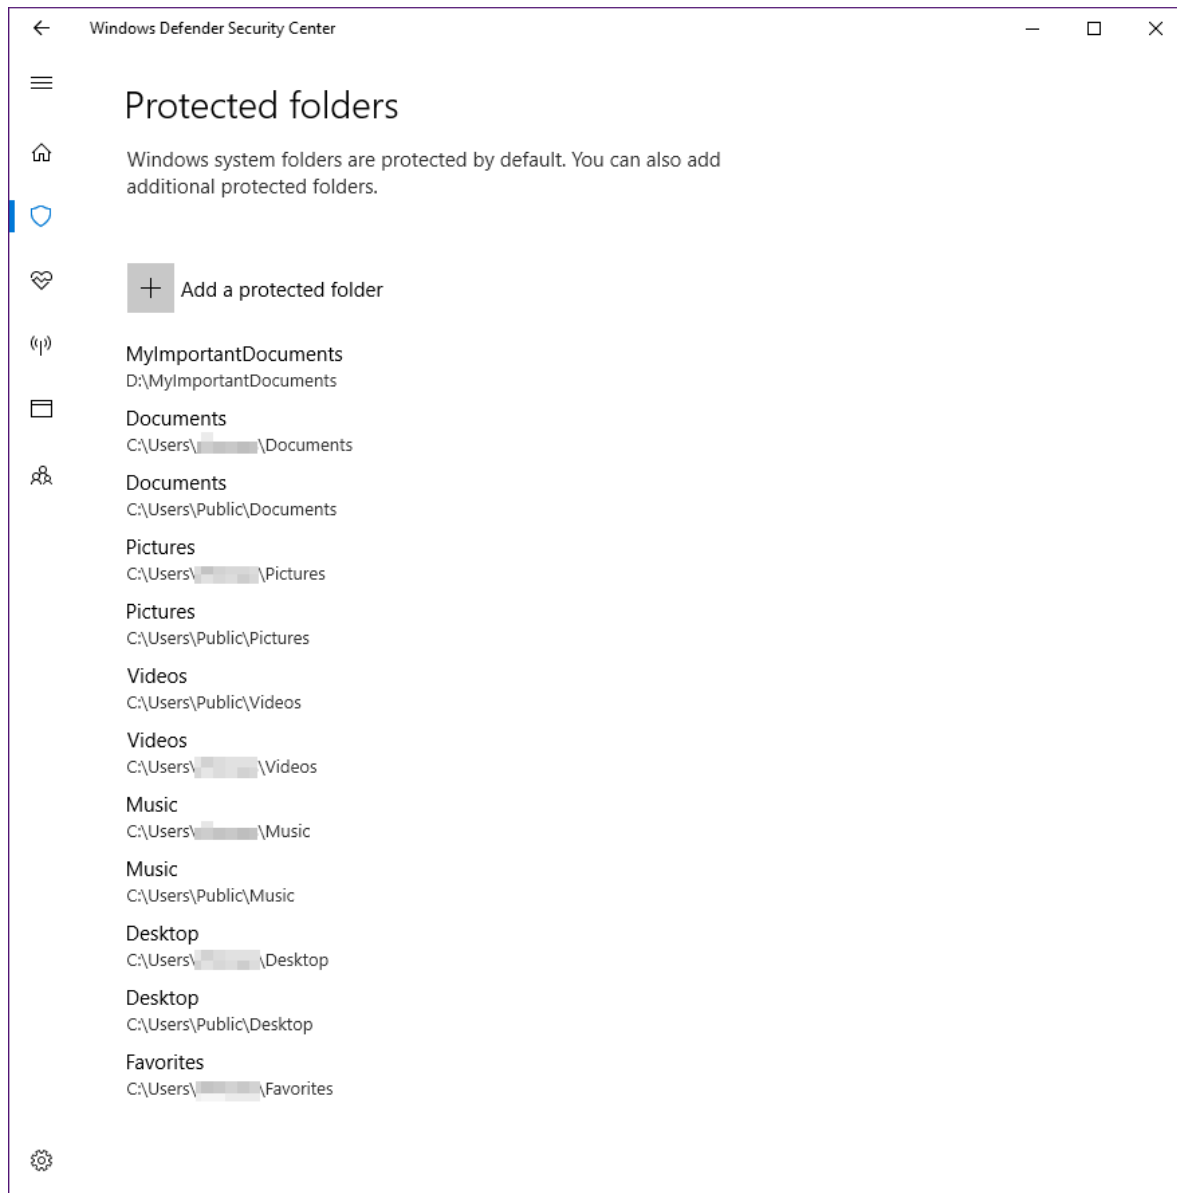 Windows Defender Security Center
Protected folders
Windows system folders are protected by default. You can also add
additional protected folders.
Add a protected folder
MyImportantDocuments
D:\MyImportantDocuments
Documents
C:\Users\ \Documents
Documents
C:\Users\Public\Documents
Pictures
C:\Users\ \Pictures
Pictures
C:\Users\Public\Pictures
Videos
C:\Users\Public\Videos
Videos
C:\Users\ \Videos
Music
C:\Users\ \Music
Music
C:\Users\Public\Music
Desktop
C:\Users\ \Desktop
Desktop
C:\Users\Public\Desktop
Favorites
C:\Users\ \Favorites